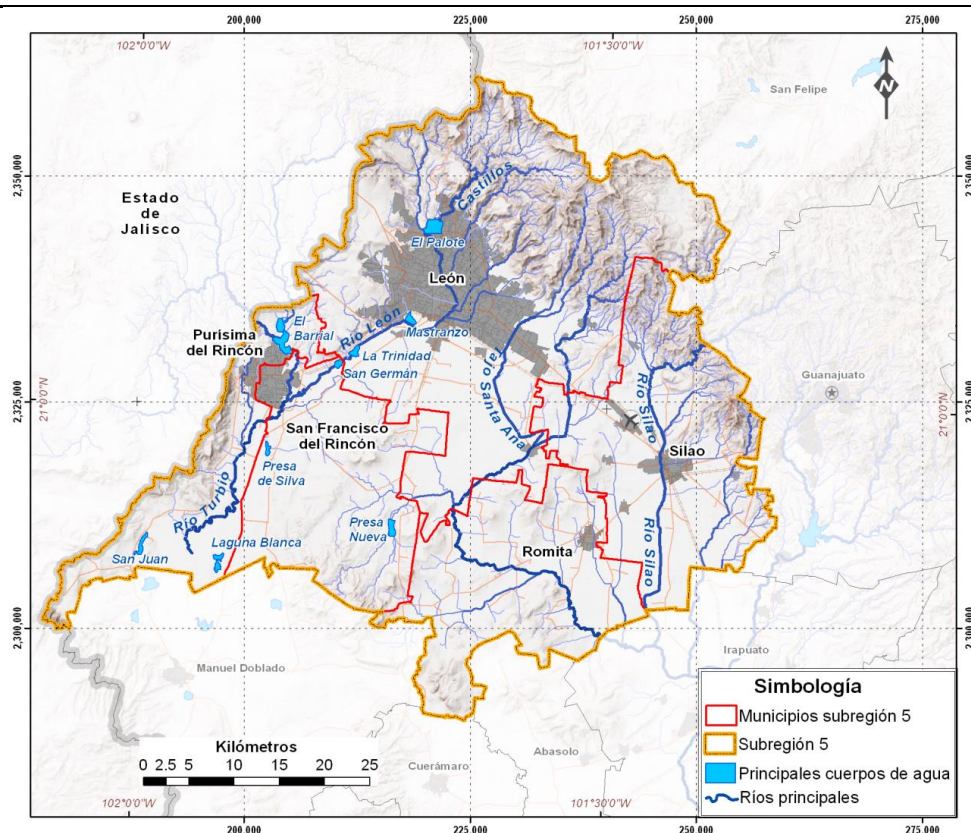 200,000
225,000
250,000
275,000
102°0'0"W
101°30'0"W
San Felipe
2,350,000
2,350,000
Estado
de
Jalisco
Castillos
El Palote
León
Río León
El
Barrial
Mastranzo
Purisima
del Rincón
La Trinidad
San Germán
Tajo Santa Ana
Guanajuato
2,325,000
21°0'0"N
2,325,000
21°0'0"N
San Francisco
del Rincón
Río Silao
Silao
Presa
de Silva
Río Turbio
Presa
Nueva
San Juan
Laguna Blanca
Romita
Río Silao
2,300,000
2,300,000
Irapuato
Manuel Doblado
Abasolo
Cuerámaro
Kilómetros
0 2.5 5 10 15 20 25
Simbología
Municipios subregión 5
Subregión 5
Principales cuerpos de agua
Ríos principales
N
102°0'0"W
101°30'0"W
200,000
225,000
250,000
275,000